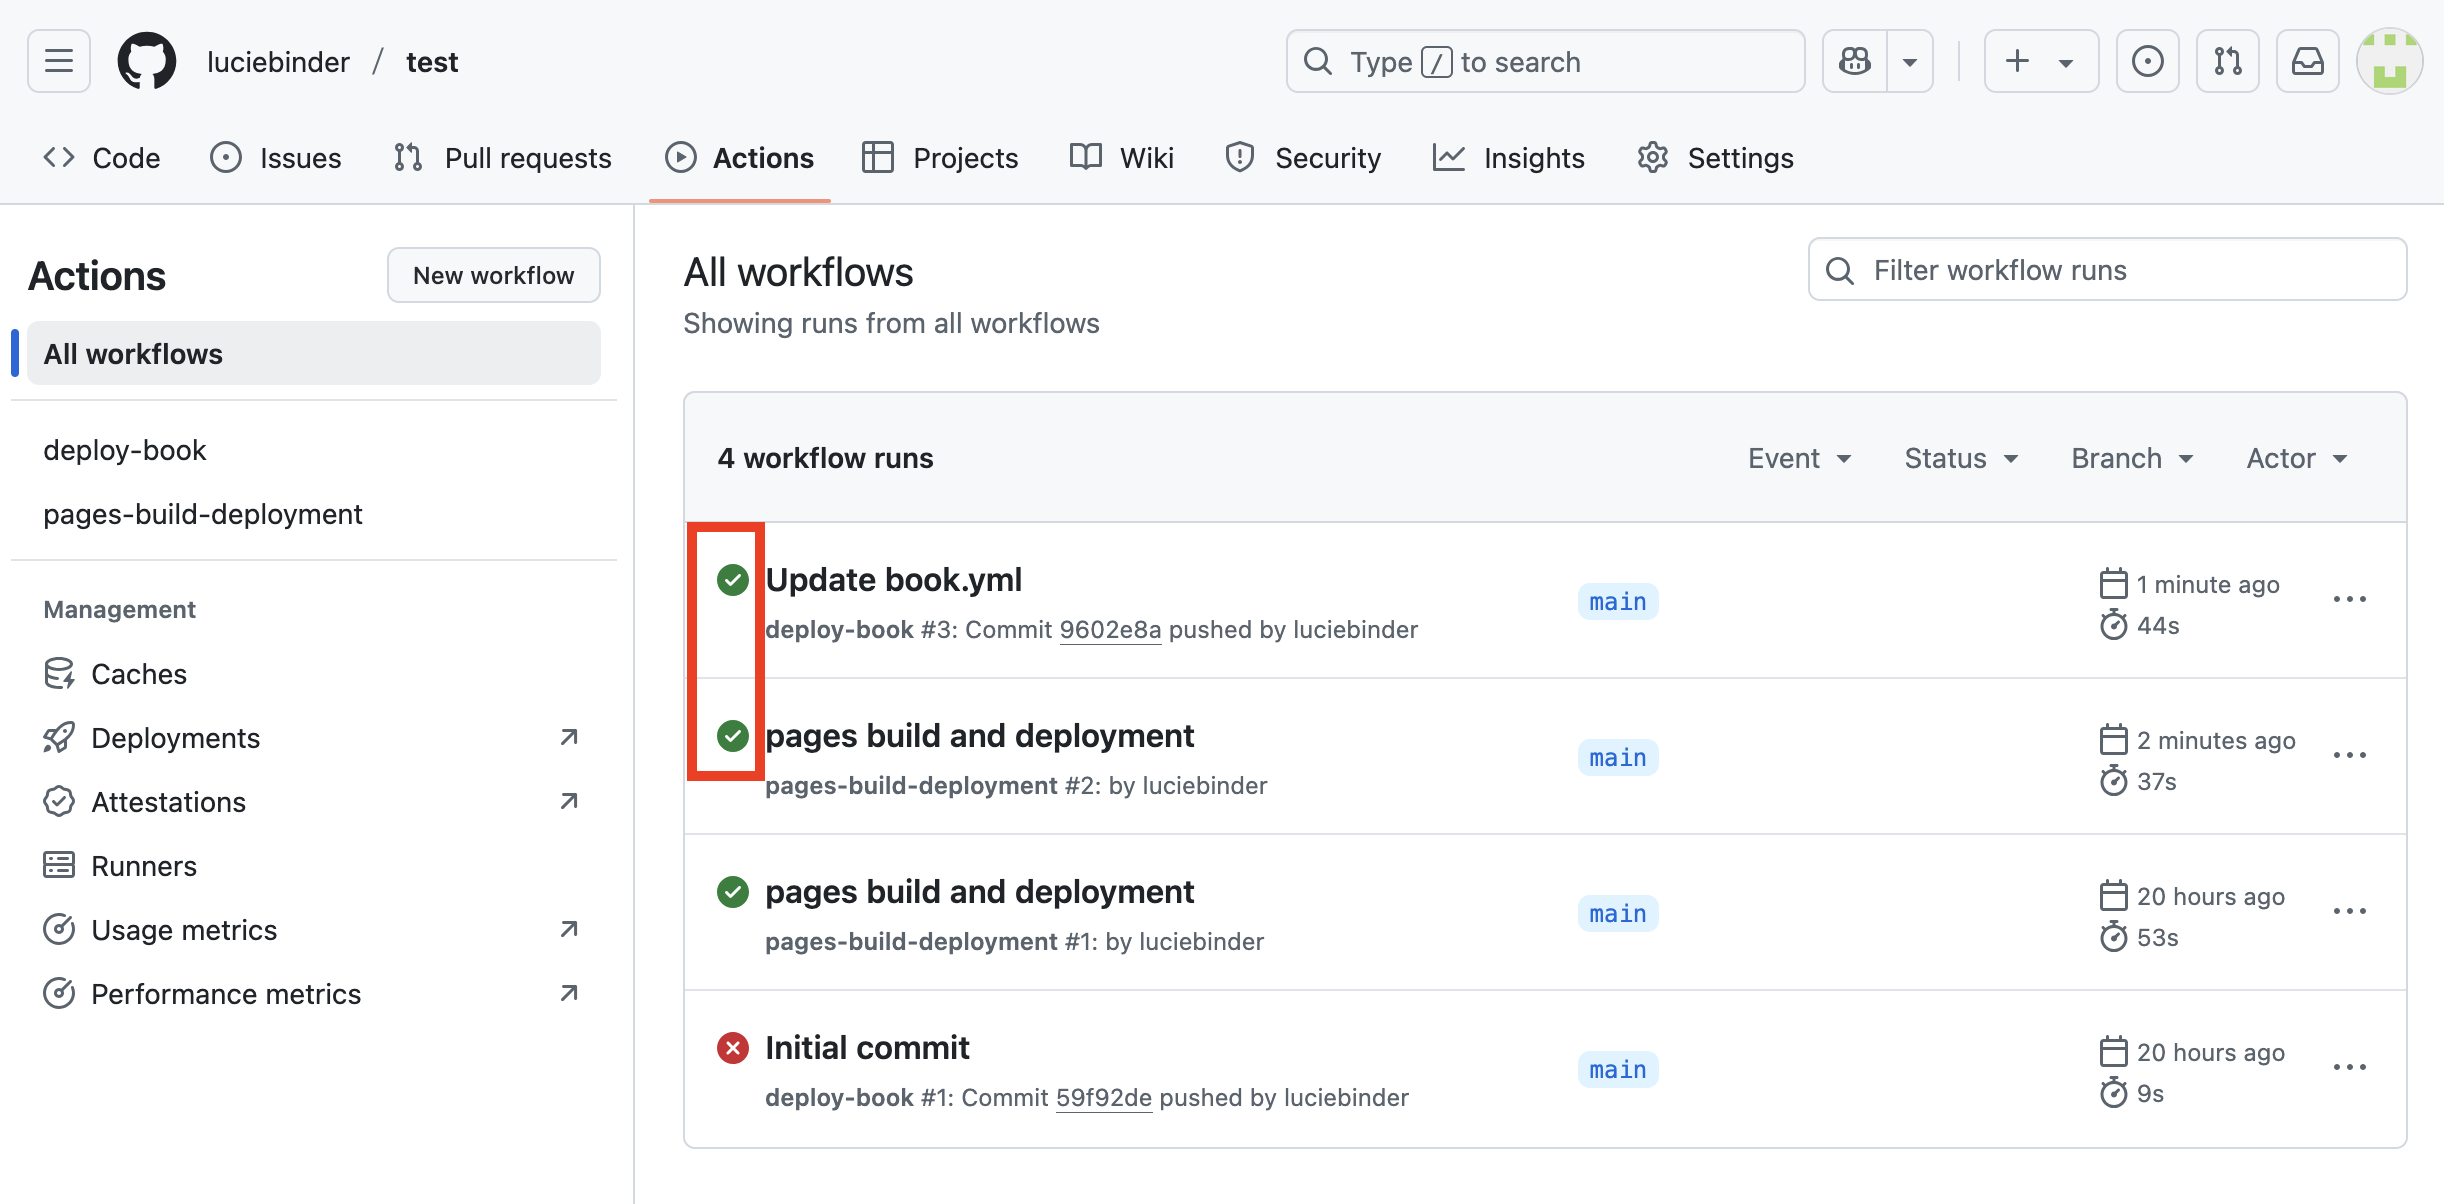 luciebinder / test
Type / to search
Code
Issues
Pull requests
Actions
Projects
Wiki
Security
Insights
Settings
Actions
New workflow
All workflows
deploy-book
pages-build-deployment
Management
Caches
Deployments
Attestations
Runners
Usage metrics
Performance metrics
All workflows
Showing runs from all workflows
Filter workflow runs
4 workflow runs
Event
Status
Branch
Actor
Update book.yml
deploy-book #3: Commit 9602e8a pushed by luciebinder
main
1 minute ago
44s
pages build and deployment
pages-build-deployment #2: by luciebinder
main
2 minutes ago
37s
pages build and deployment
pages-build-deployment #1: by luciebinder
main
20 hours ago
53s
Initial commit
deploy-book #1: Commit 59f92de pushed by luciebinder
main
20 hours ago
9s